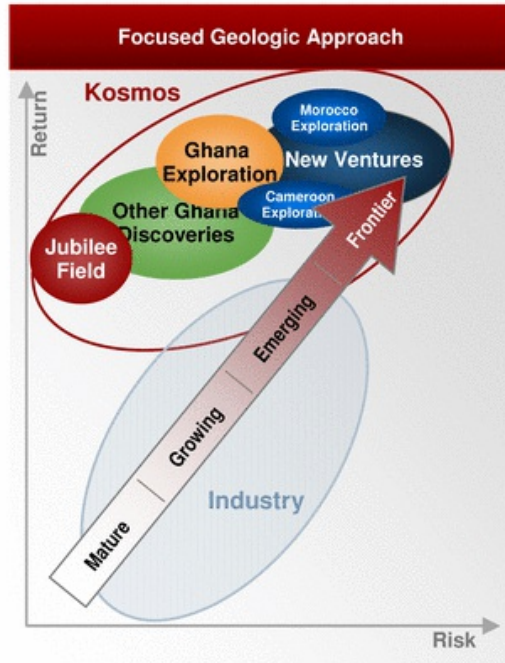 Focused Geologic Approach
Return
Kosmos
Morocco
Exploration
Ghana
Exploration
New Ventures
Cameroon
Exploration
Other Ghana
Discoveries
Jubilee
Field
Frontier
Emerging
Growing
Mature
Industry
Risk